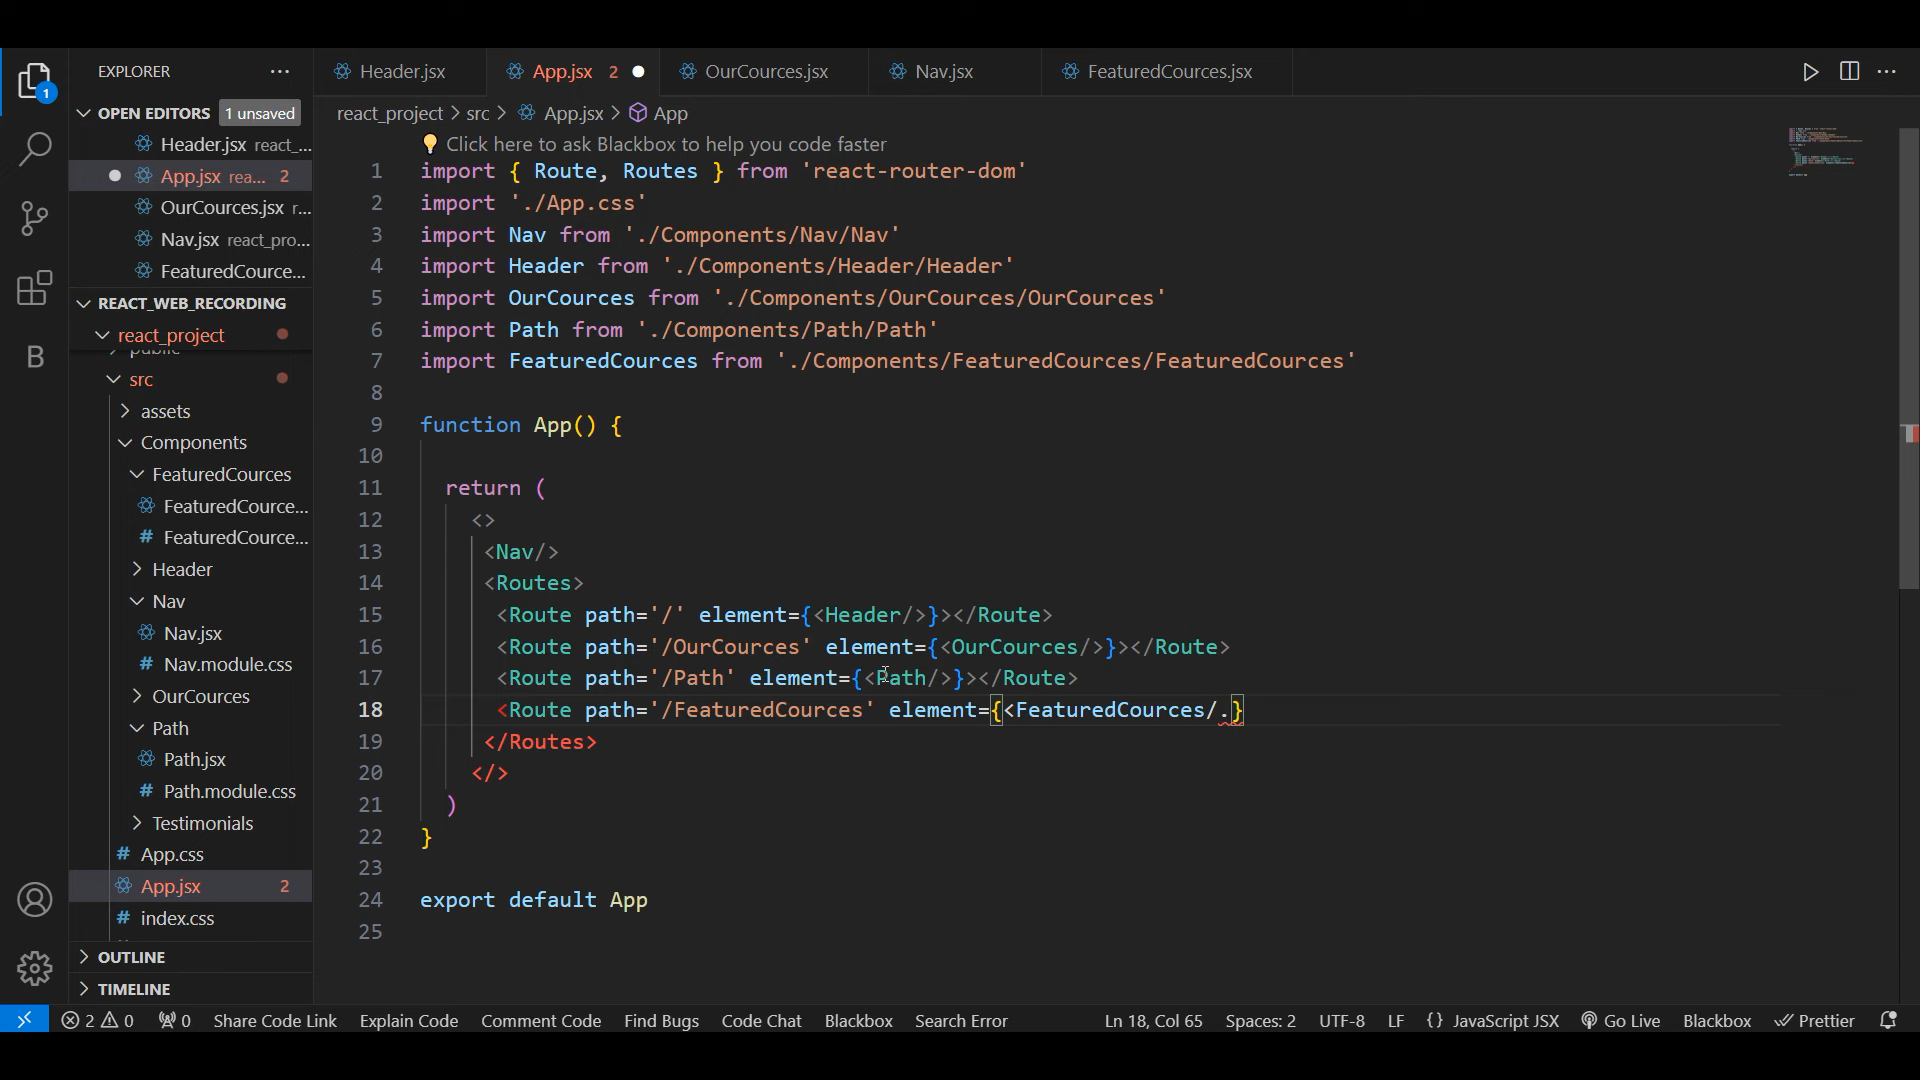 EXPLORER
Header.jsx
App.jsx 2
OurCources.jsx
Nav.jsx
FeaturedCources.jsx
1
OPEN EDITORS 1 unsaved
Header.jsx react_...
App.jsx rea... 2
OurCources.jsx r...
Nav.jsx react_pro...
FeaturedCource...
REACT_WEB_RECORDING
react_project
public
src
assets
Components
FeaturedCources
FeaturedCource...
# FeaturedCource...
Header
Nav
Nav.jsx
# Nav.module.css
OurCources
Path
Path.jsx
# Path.module.css
Testimonials
# App.css
App.jsx 2
# index.css
OUTLINE
TIMELINE
B
react_project > src > App.jsx > App
Click here to ask Blackbox to help you code faster
1 import { Route, Routes } from 'react-router-dom'
2 import './App.css'
3 import Nav from './Components/Nav/Nav'
4 import Header from './Components/Header/Header'
5 import OurCources from './Components/OurCources/OurCources'
6 import Path from './Components/Path/Path'
7 import FeaturedCources from './Components/FeaturedCources/FeaturedCources'
8
9 function App() {
10
11 return (
12 <>
13 <Nav/>
14 <Routes>
15 <Route path='/' element={<Header/>}></Route>
16 <Route path='/OurCources' element={<OurCources/>}></Route>
17 <Route path='/Path' element={<Path/>}></Route>
18 <Route path='/FeaturedCources' element={<FeaturedCources/.}
19 </Routes>
20 </>
21 )
22 }
23
24 export default App
25
2 0 0 Share Code Link Explain Code Comment Code Find Bugs Code Chat Blackbox Search Error Ln 18, Col 65 Spaces: 2 UTF-8 LF {} JavaScript JSX Go Live Blackbox Prettier